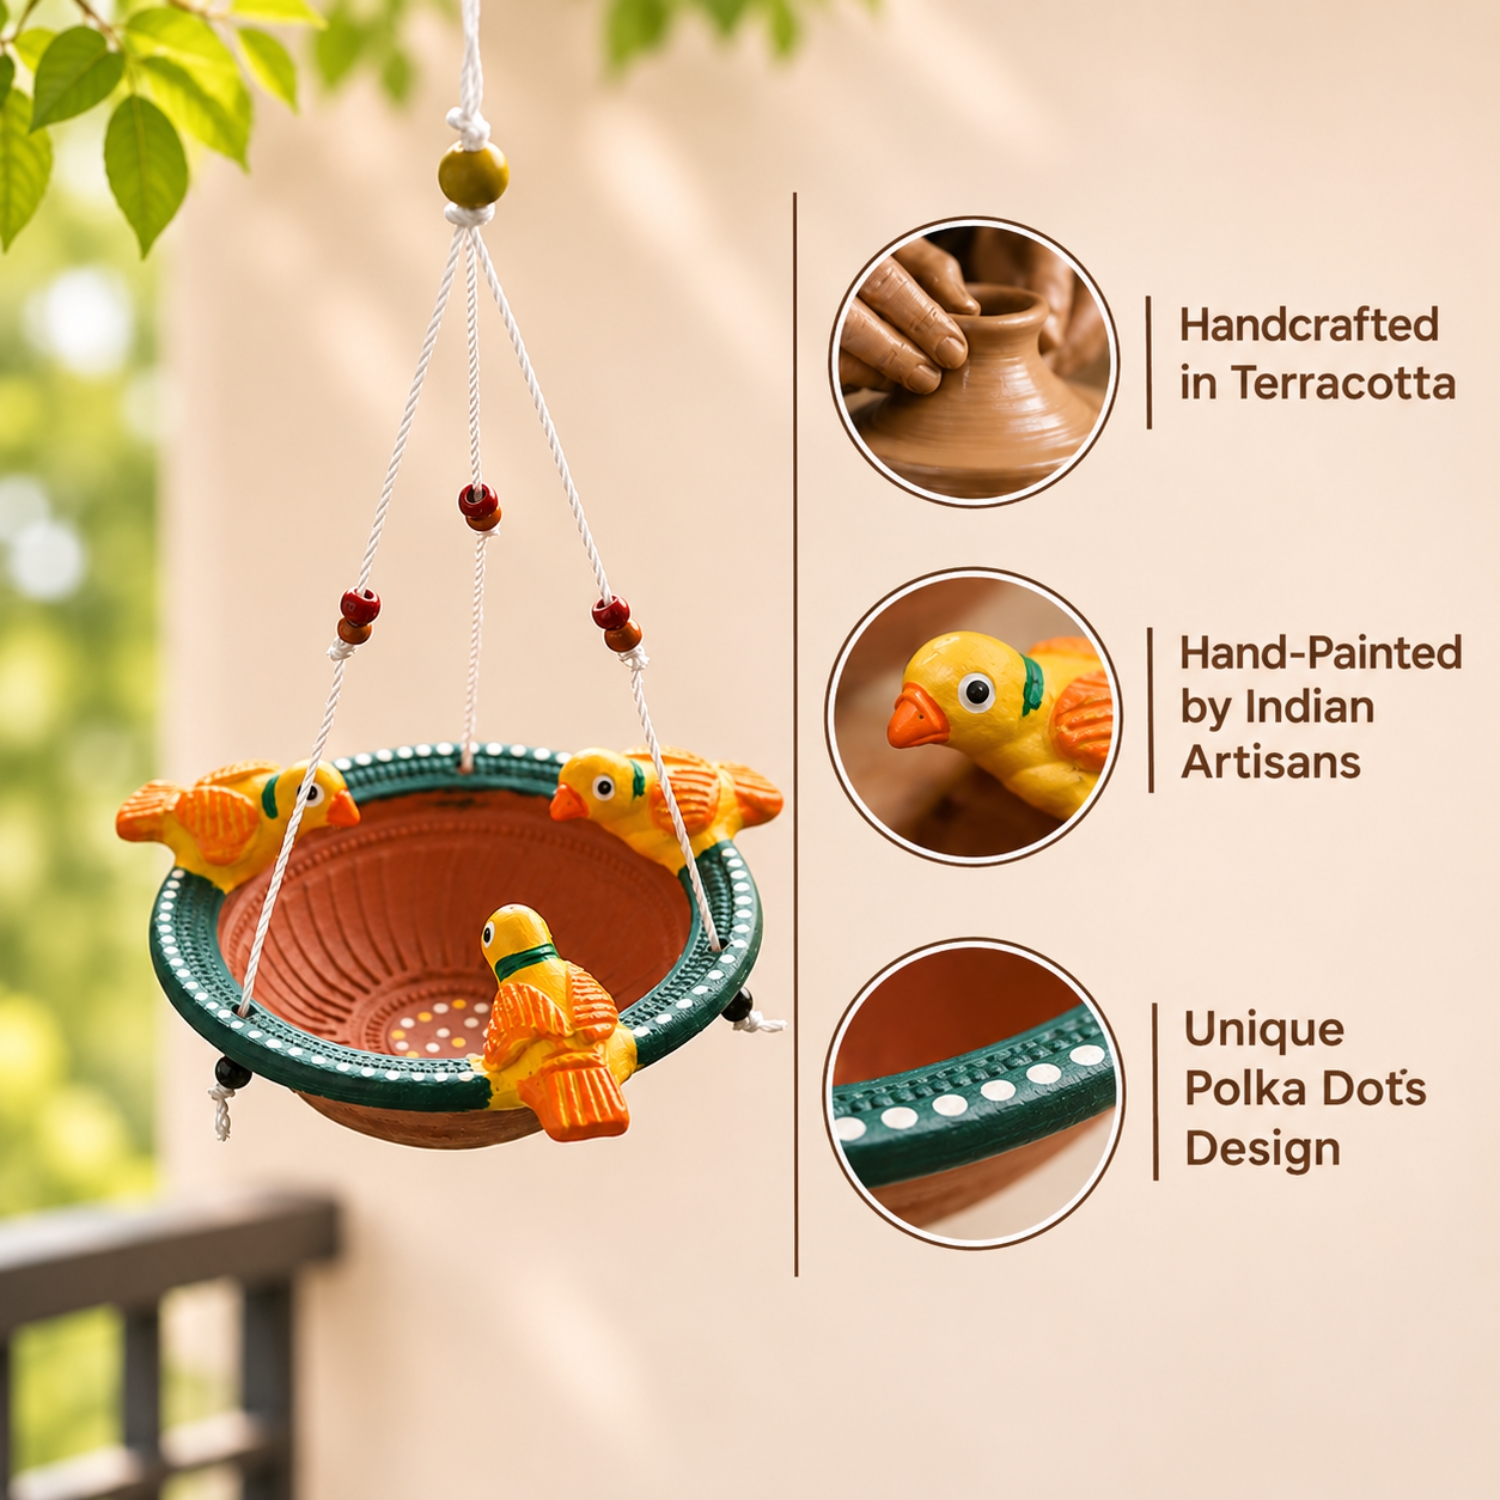 Handcrafted
in Terracotta
Hand-Painted
by Indian
Artisans
Unique
Polka Dots
Design